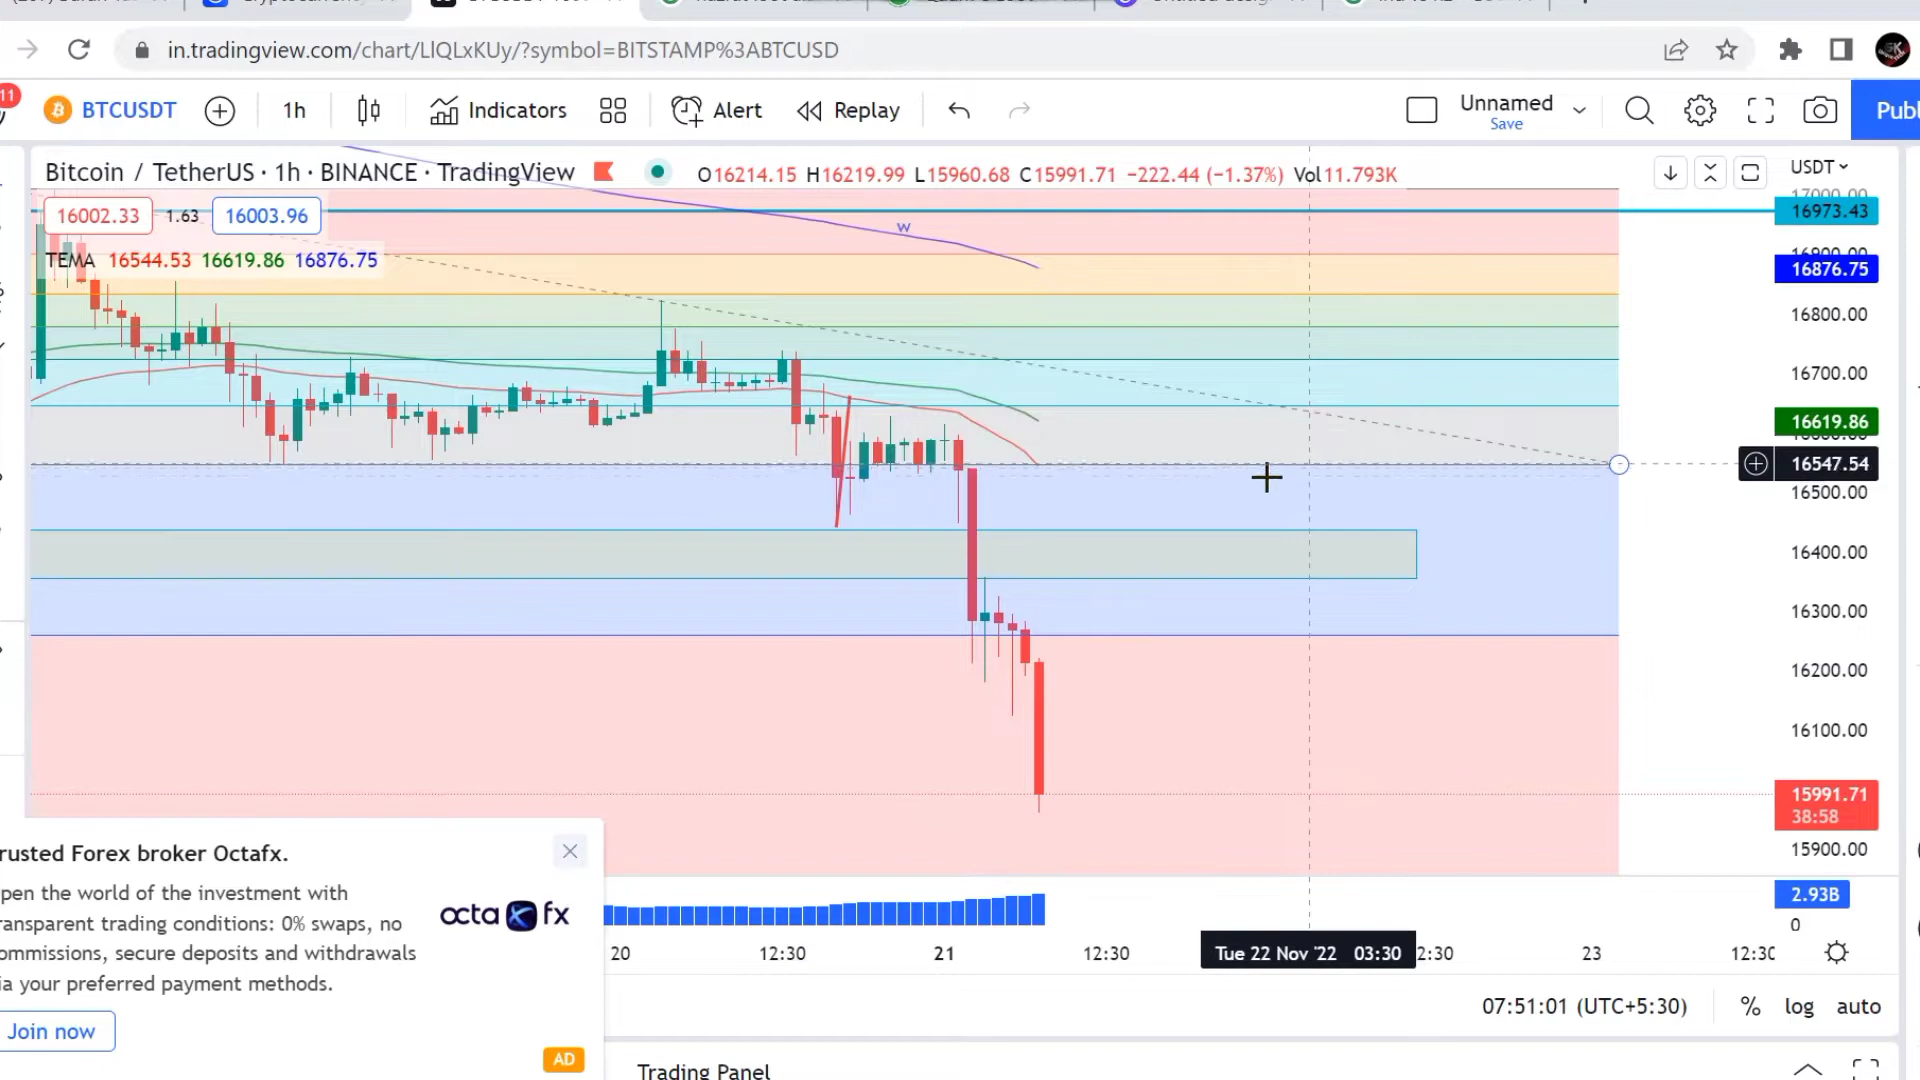 in.tradingview.com/chart/LlQLxKUy/?symbol=BITSTAMP%3ABTCUSD
11
BTCUSDT 1h Indicators Alert Replay Unnamed Save Publ
Bitcoin / TetherUS · 1h · BINANCE · TradingView O16214.15 H16219.99 L15960.68 C15991.71 −222.44 (−1.37%) Vol11.793K USDT
17000.00
16002.33 1.63 16003.96 16973.43
w
16800.00
TEMA 16544.53 16619.86 16876.75 16876.75
16700.00
16619.86
16547.54
16500.00
16400.00
16300.00
16200.00
16100.00
15991.71
38:58
15900.00
rusted Forex broker Octafx.
pen the world of the investment with
ransparent trading conditions: 0% swaps, no
ommissions, secure deposits and withdrawals
ia your preferred payment methods.
octa fx
Join now
AD
2.93B
0
20 12:30 21 12:30 Tue 22 Nov '22 03:30 2:30 23 12:30
07:51:01 (UTC+5:30) % log auto
Trading Panel